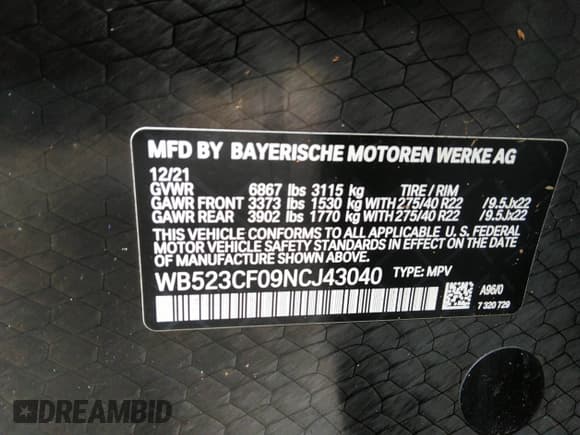 MFD BY BAYERISCHE MOTOREN WERKE AG
12/21
GVWR 6867 lbs 3115 kg TIRE / RIM
GAWR FRONT 3373 lbs 1530 kg WITH 275/40 R22 /9.5Jx22
GAWR REAR 3902 lbs 1770 kg WITH 275/40 R22 /9.5Jx22
THIS VEHICLE CONFORMS TO ALL APPLICABLE U. S. FEDERAL
MOTOR VEHICLE SAFETY STANDARDS IN EFFECT ON THE DATE
OF MANUFACTURE SHOWN ABOVE.
WB523CF09NCJ43040 TYPE: MPV
A96/0
7 320 729
DREAMBID